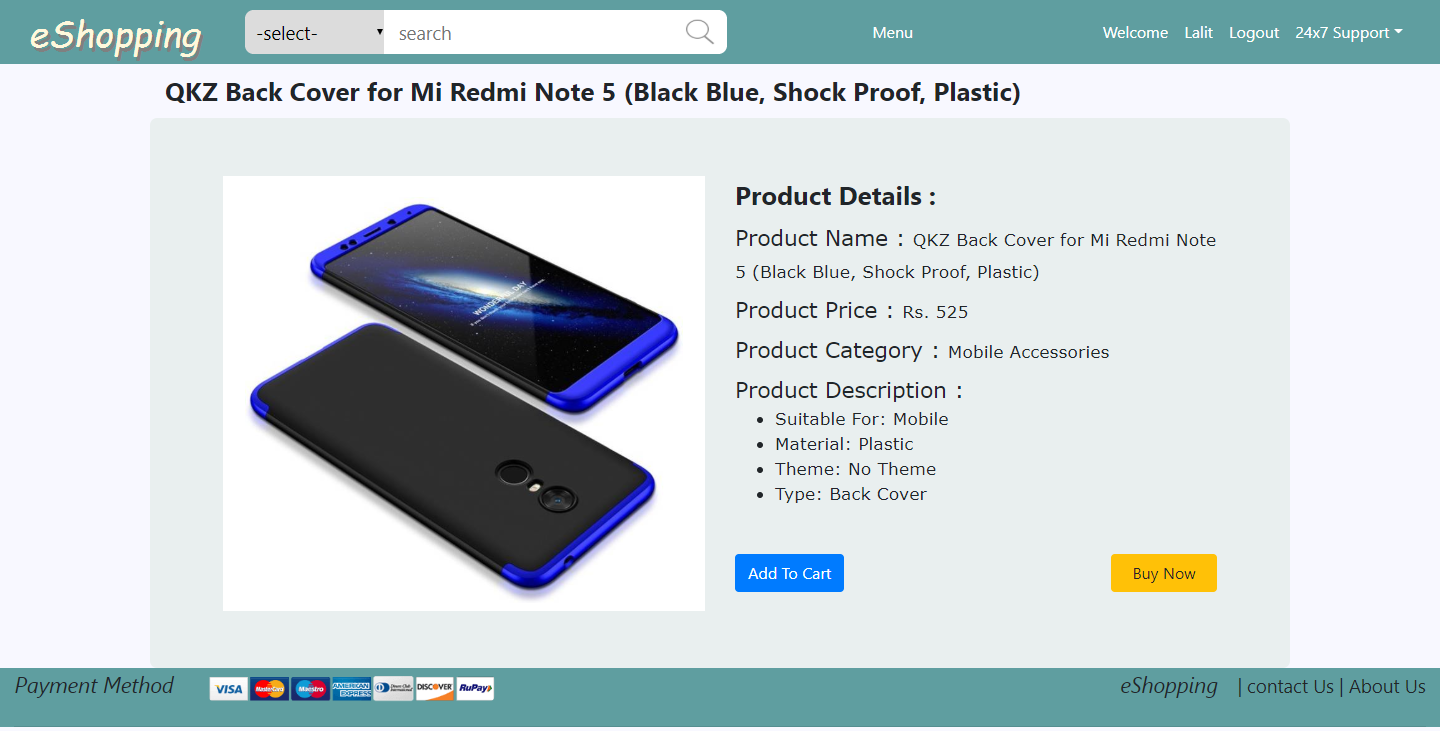 eShopping
-select-
search
Menu
Welcome
Lalit
Logout
24x7 Support
QKZ Back Cover for Mi Redmi Note 5 (Black Blue, Shock Proof, Plastic)
WONDERFUL DAY
Product Details :
Product Name : QKZ Back Cover for Mi Redmi Note
5 (Black Blue, Shock Proof, Plastic)
Product Price : Rs. 525
Product Category : Mobile Accessories
Product Description :
• Suitable For: Mobile
• Material: Plastic
• Theme: No Theme
• Type: Back Cover
Add To Cart
Buy Now
Payment Method
VISA
MasterCard
Maestro
AMERICAN
EXPRESS
Diners Club
International
DISCOVER
RuPay
eShopping | contact Us | About Us